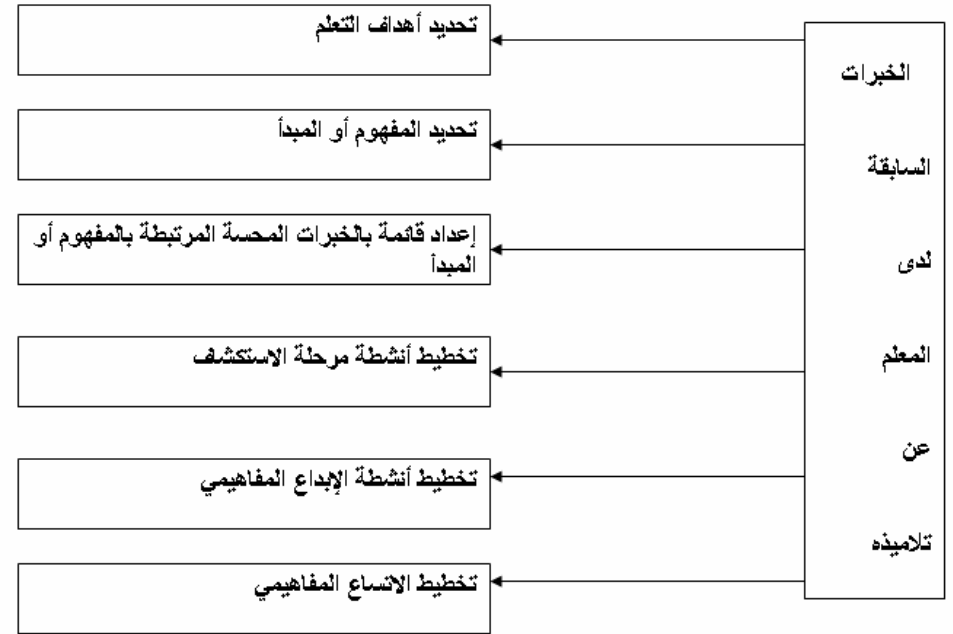 الخبرات
السابقة
لدى
المعلم
عن
تلاميذه
تحديد أهداف التعلم
تحديد المفهوم أو المبدأ
إعداد قائمة بالخبرات المحسة المرتبطة بالمفهوم أو
المبدأ
تخطيط أنشطة مرحلة الاستكشف
تخطيط أنشطة الإبداع المفاهيمي
تخطيط الاتساع المفاهيمي